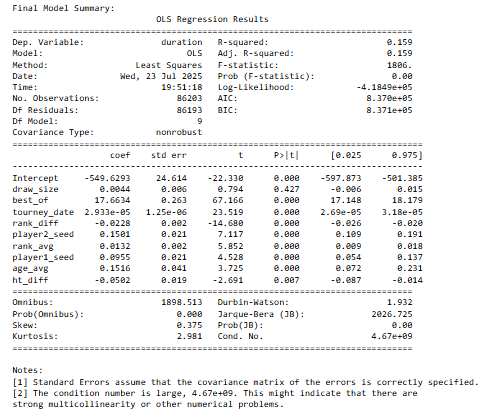 Final Model Summary:
                            OLS Regression Results
==============================================================================
Dep. Variable:               duration   R-squared:                       0.159
Model:                            OLS   Adj. R-squared:                  0.159
Method:                 Least Squares   F-statistic:                     1806.
Date:                Wed, 23 Jul 2025   Prob (F-statistic):               0.00
Time:                        19:51:18   Log-Likelihood:            -4.1849e+05
No. Observations:               86203   AIC:                         8.370e+05
Df Residuals:                   86193   BIC:                         8.371e+05
Df Model:                           9
Covariance Type:            nonrobust
================================================================================
                   coef    std err          t      P>|t|      [0.025      0.975]
--------------------------------------------------------------------------------
Intercept     -549.6293     24.614    -22.330      0.000    -597.873    -501.385
draw_size        0.0044      0.006      0.794      0.427      -0.006       0.015
best_of         17.6634      0.263     67.166      0.000      17.148      18.179
tourney_date  2.933e-05   1.25e-06     23.519      0.000    2.69e-05    3.18e-05
rank_diff       -0.0228      0.002    -14.680      0.000      -0.026      -0.020
player2_seed     0.1501      0.021      7.117      0.000       0.109       0.191
rank_avg         0.0132      0.002      5.852      0.000       0.009       0.018
player1_seed     0.0955      0.021      4.528      0.000       0.054       0.137
age_avg          0.1516      0.041      3.725      0.000       0.072       0.231
ht_diff         -0.0502      0.019     -2.691      0.007      -0.087      -0.014
==============================================================================
Omnibus:                     1898.513   Durbin-Watson:                   1.932
Prob(Omnibus):                  0.000   Jarque-Bera (JB):             2026.725
Skew:                           0.375   Prob(JB):                         0.00
Kurtosis:                       2.981   Cond. No.                     4.67e+09
==============================================================================

Notes:
[1] Standard Errors assume that the covariance matrix of the errors is correctly specified.
[2] The condition number is large, 4.67e+09. This might indicate that there are
strong multicollinearity or other numerical problems.